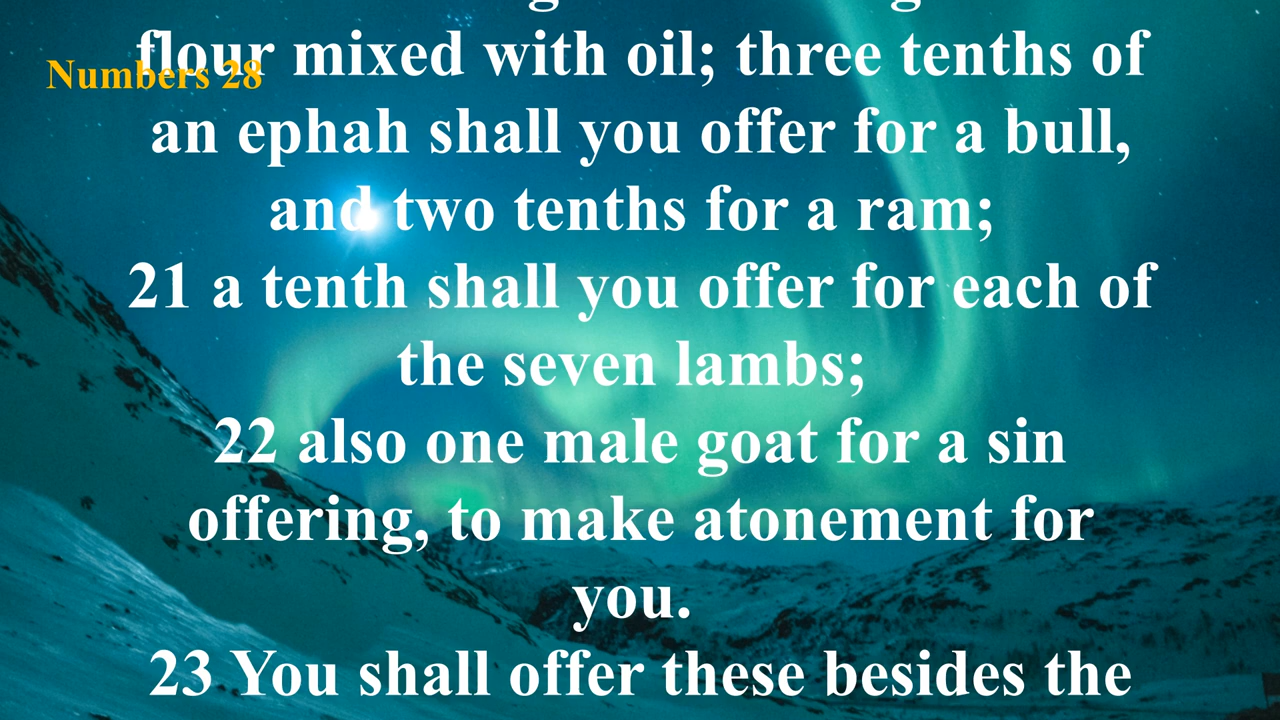 flour mixed with oil; three tenths of
Numbers 28
an ephah shall you offer for a bull,
and two tenths for a ram;
21 a tenth shall you offer for each of
the seven lambs;
22 also one male goat for a sin
offering, to make atonement for
you.
23 You shall offer these besides the